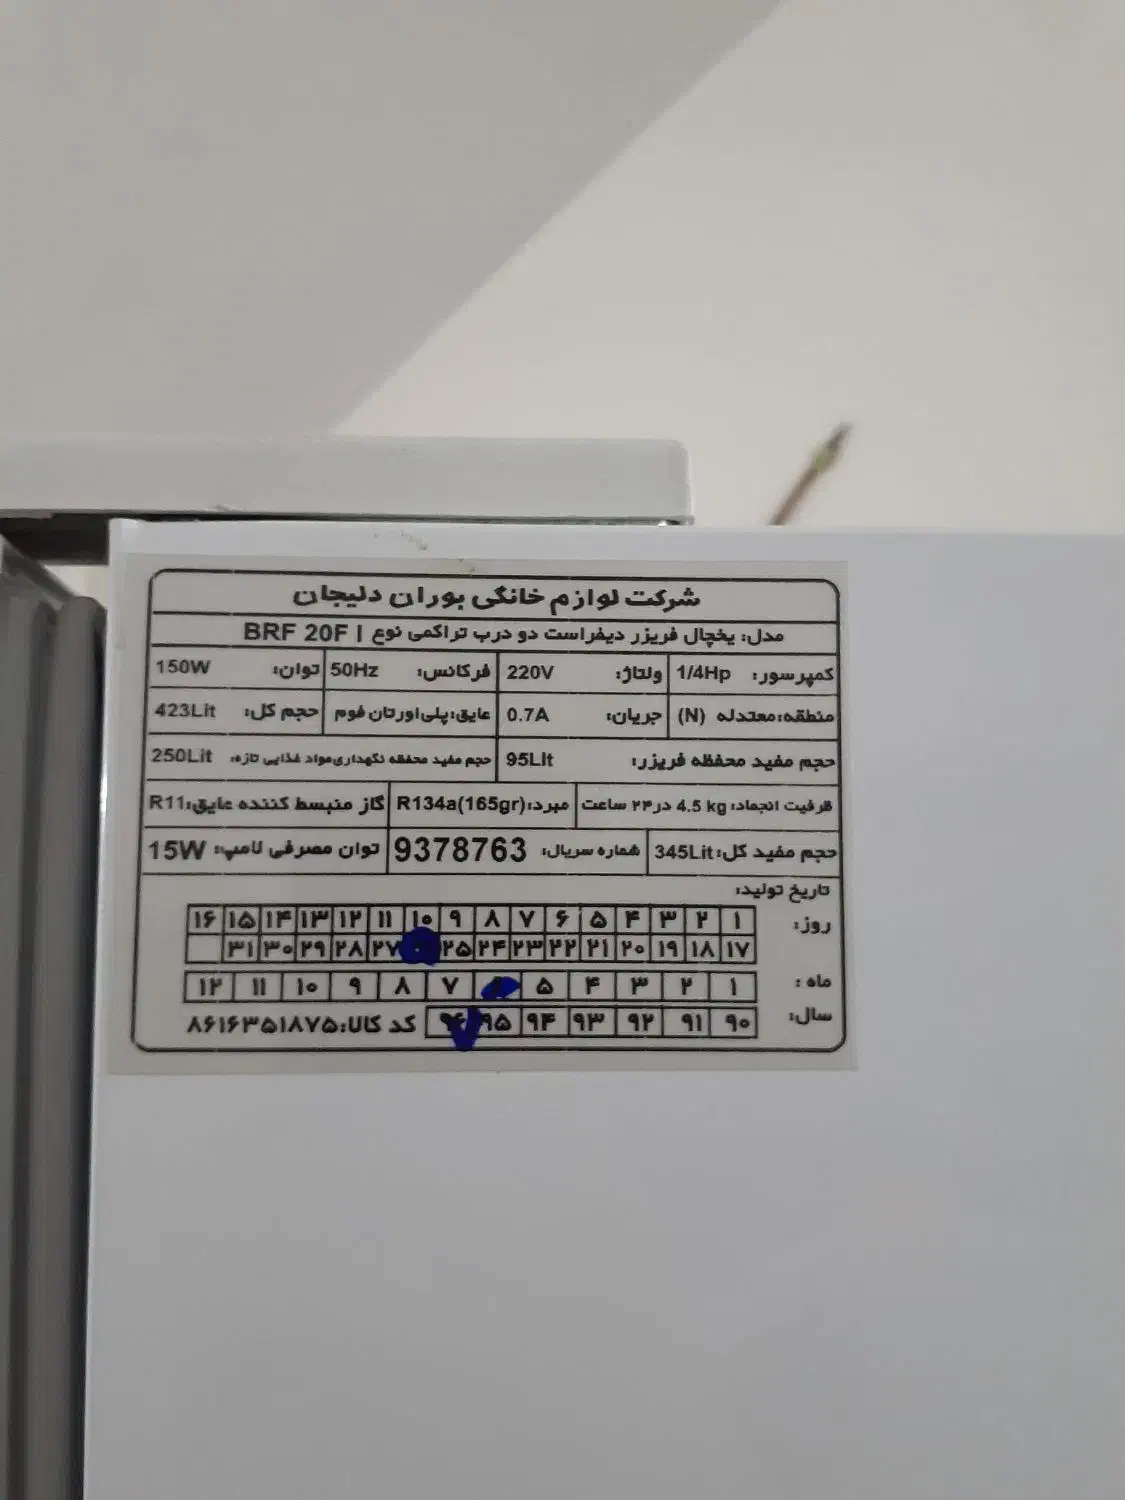 شرکت لوازم خانگی بوران دلیجان
مدل: یخچال فریزر دیفراست دو درب تراکمی نوع I BRF 20F
کمپرسور: 1/4Hp ولتاژ: 220V فرکانس: 50Hz توان: 150W
منطقه:معتدله (N) جریان: 0.7A عایق:پلی اورتان فوم حجم کل: 423Lit
حجم مفید محفظه فریزر: 95Lit حجم مفید محفظه نگهداری مواد غذایی تازه: 250Lit
ظرفیت انجماد: 4.5 kg در ۲۴ ساعت مبرد:R134a(165gr) گاز منبسط کننده عایق:R11
حجم مفید کل:345Lit شماره سریال: 9378763 توان مصرفی لامپ: 15W
تاریخ تولید:
روز: ۱ ۲ ۳ ۴ ۵ ۶ ۷ ۸ ۹ ۱۰ ۱۱ ۱۲ ۱۳ ۱۴ ۱۵ ۱۶
۱۷ ۱۸ ۱۹ ۲۰ ۲۱ ۲۲ ۲۳ ۲۴ ۲۵ ۲۷ ۲۸ ۲۹ ۳۰ ۳۱
ماه: ۱ ۲ ۳ ۴ ۵ ۷ ۸ ۹ ۱۰ ۱۱ ۱۲
سال: ۹۰ ۹۱ ۹۲ ۹۳ ۹۴ ۹۵ ۹۶ کد کالا:۸۶۱۶۳۵۱۸۷۵